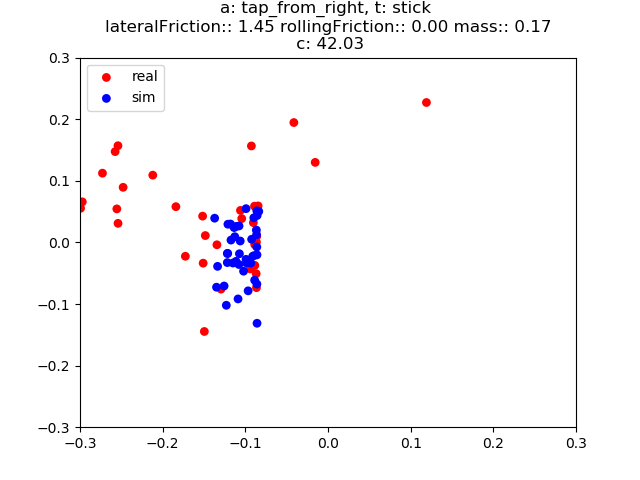 a: tap_from_right, t: stick
lateralFriction:: 1.45 rollingFriction:: 0.00 mass:: 0.17
c: 42.03
real
sim
0.3
0.2
0.1
0.0
−0.1
−0.2
−0.3
−0.3 −0.2 −0.1 0.0 0.1 0.2 0.3